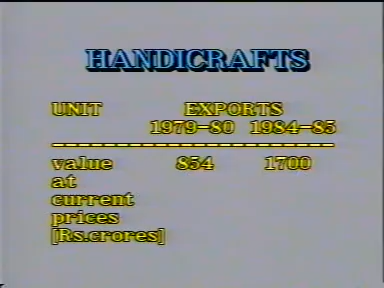 HANDICRAFTS
UNIT EXPORTS
1979-80 1984-85
value 854 1700
at
current
prices
[Rs.crores]